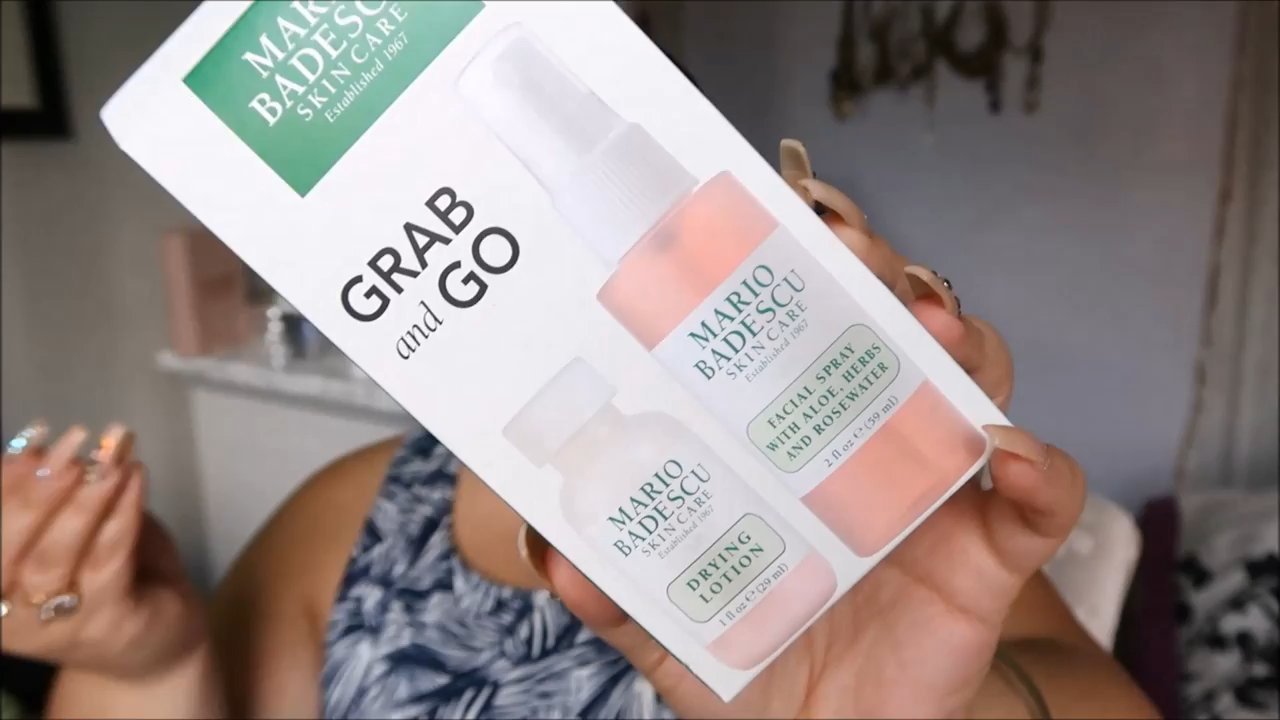 BADESCU
SKIN CARE
Established 1967
GRAB
and GO
MARIO
BADESCU
SKIN CARE
Established 1967
FACIAL SPRAY
WITH ALOE, HERBS
AND ROSEWATER
2 fl oz ℮ (59 ml)
MARIO
BADESCU
SKIN CARE
Established 1967
DRYING
LOTION
1 fl oz ℮ (29 ml)